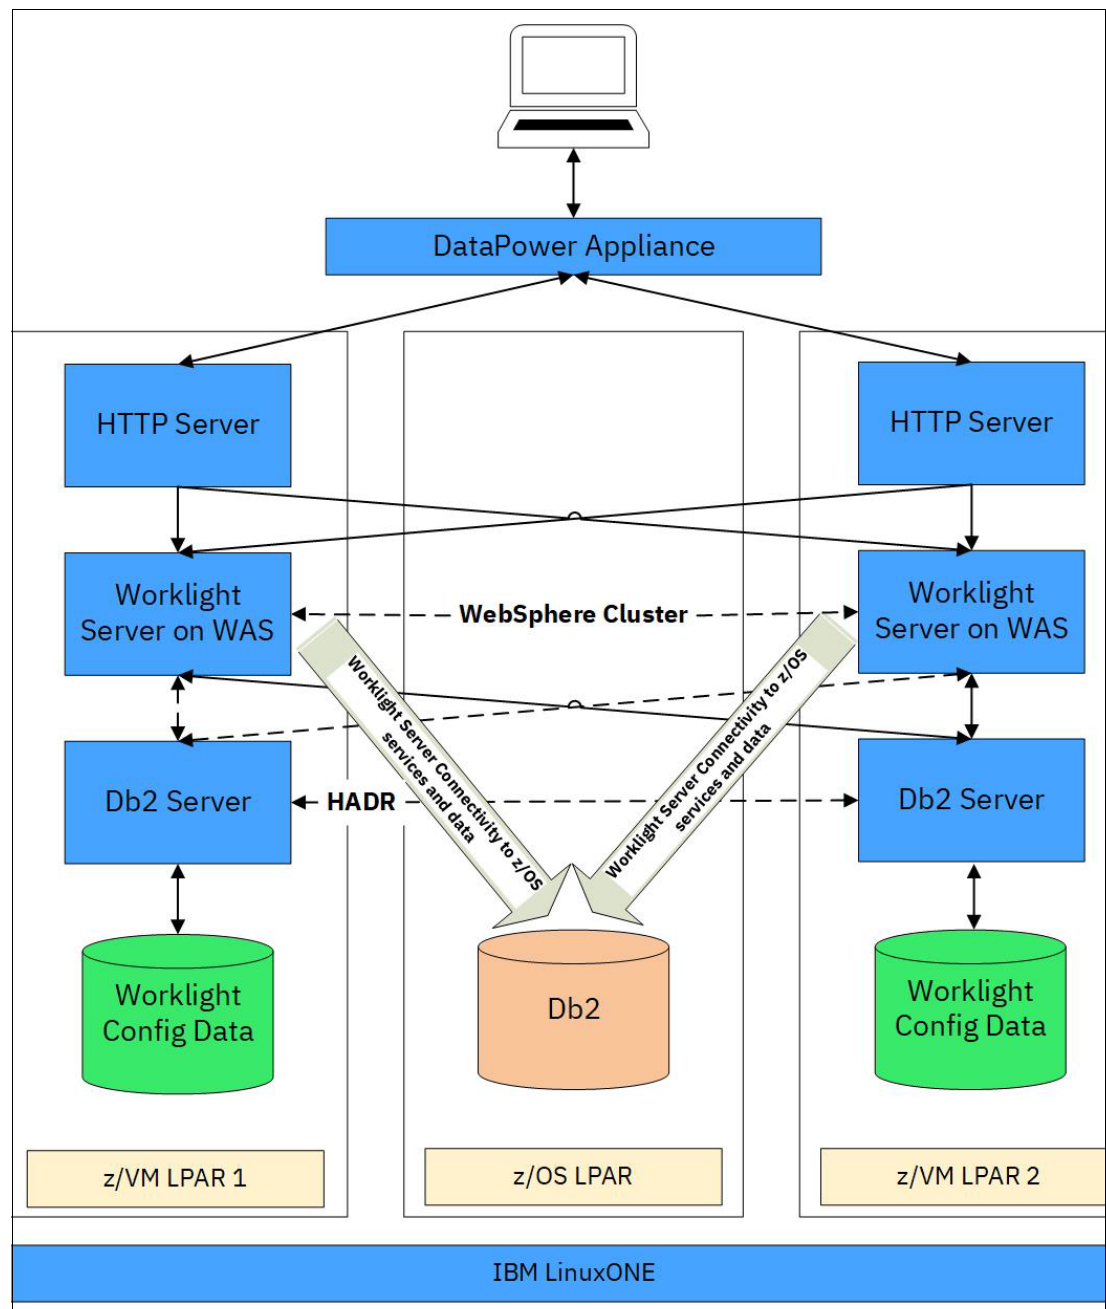 DataPower Appliance
HTTP Server
HTTP Server
Worklight
Server on WAS
WebSphere Cluster
Worklight
Server on WAS
Worklight Server Connectivity to z/OS
services and data
Worklight Server Connectivity to z/OS
services and data
Db2 Server
HADR
Db2 Server
Worklight
Config Data
Db2
Worklight
Config Data
z/VM LPAR 1
z/OS LPAR
z/VM LPAR 2
IBM LinuxONE